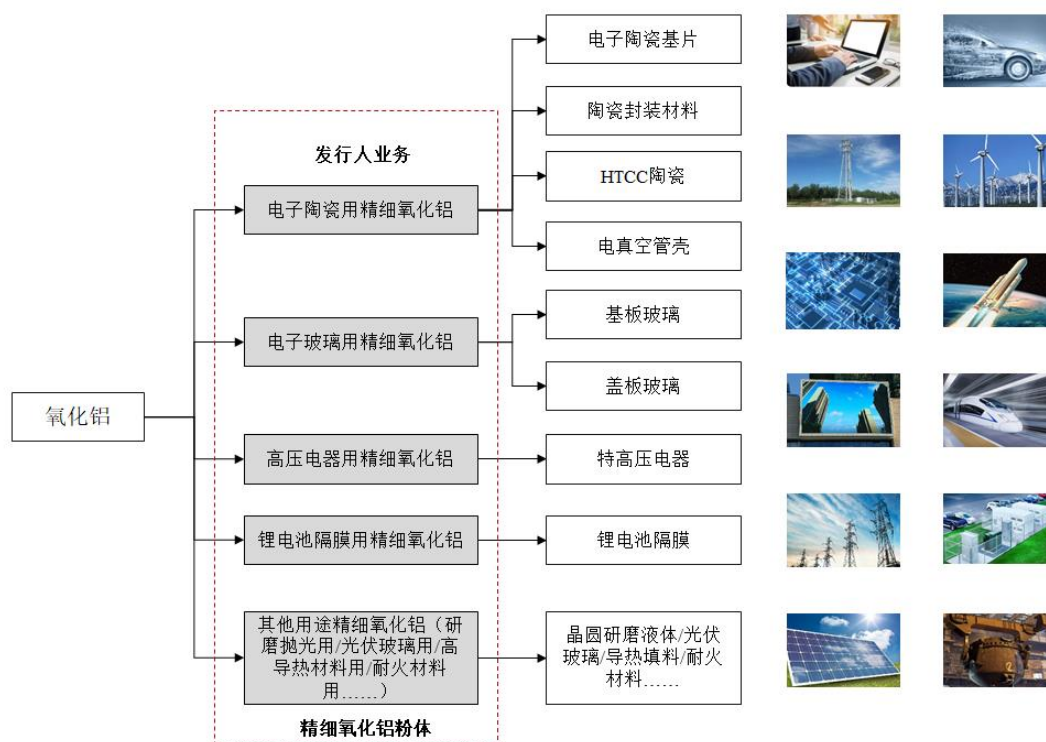 电子陶瓷基片
陶瓷封装材料
发行人业务
HTCC陶瓷
电子陶瓷用精细氧化铝
电真空管壳
基板玻璃
电子玻璃用精细氧化铝
盖板玻璃
氧化铝
高压电器用精细氧化铝
特高压电器
锂电池隔膜用精细氧化铝
锂电池隔膜
其他用途精细氧化铝（研
磨抛光用/光伏玻璃用/高
导热材料用/耐火材料
用……）
晶圆研磨液体/光伏
玻璃/导热填料/耐火
材料……
精细氧化铝粉体